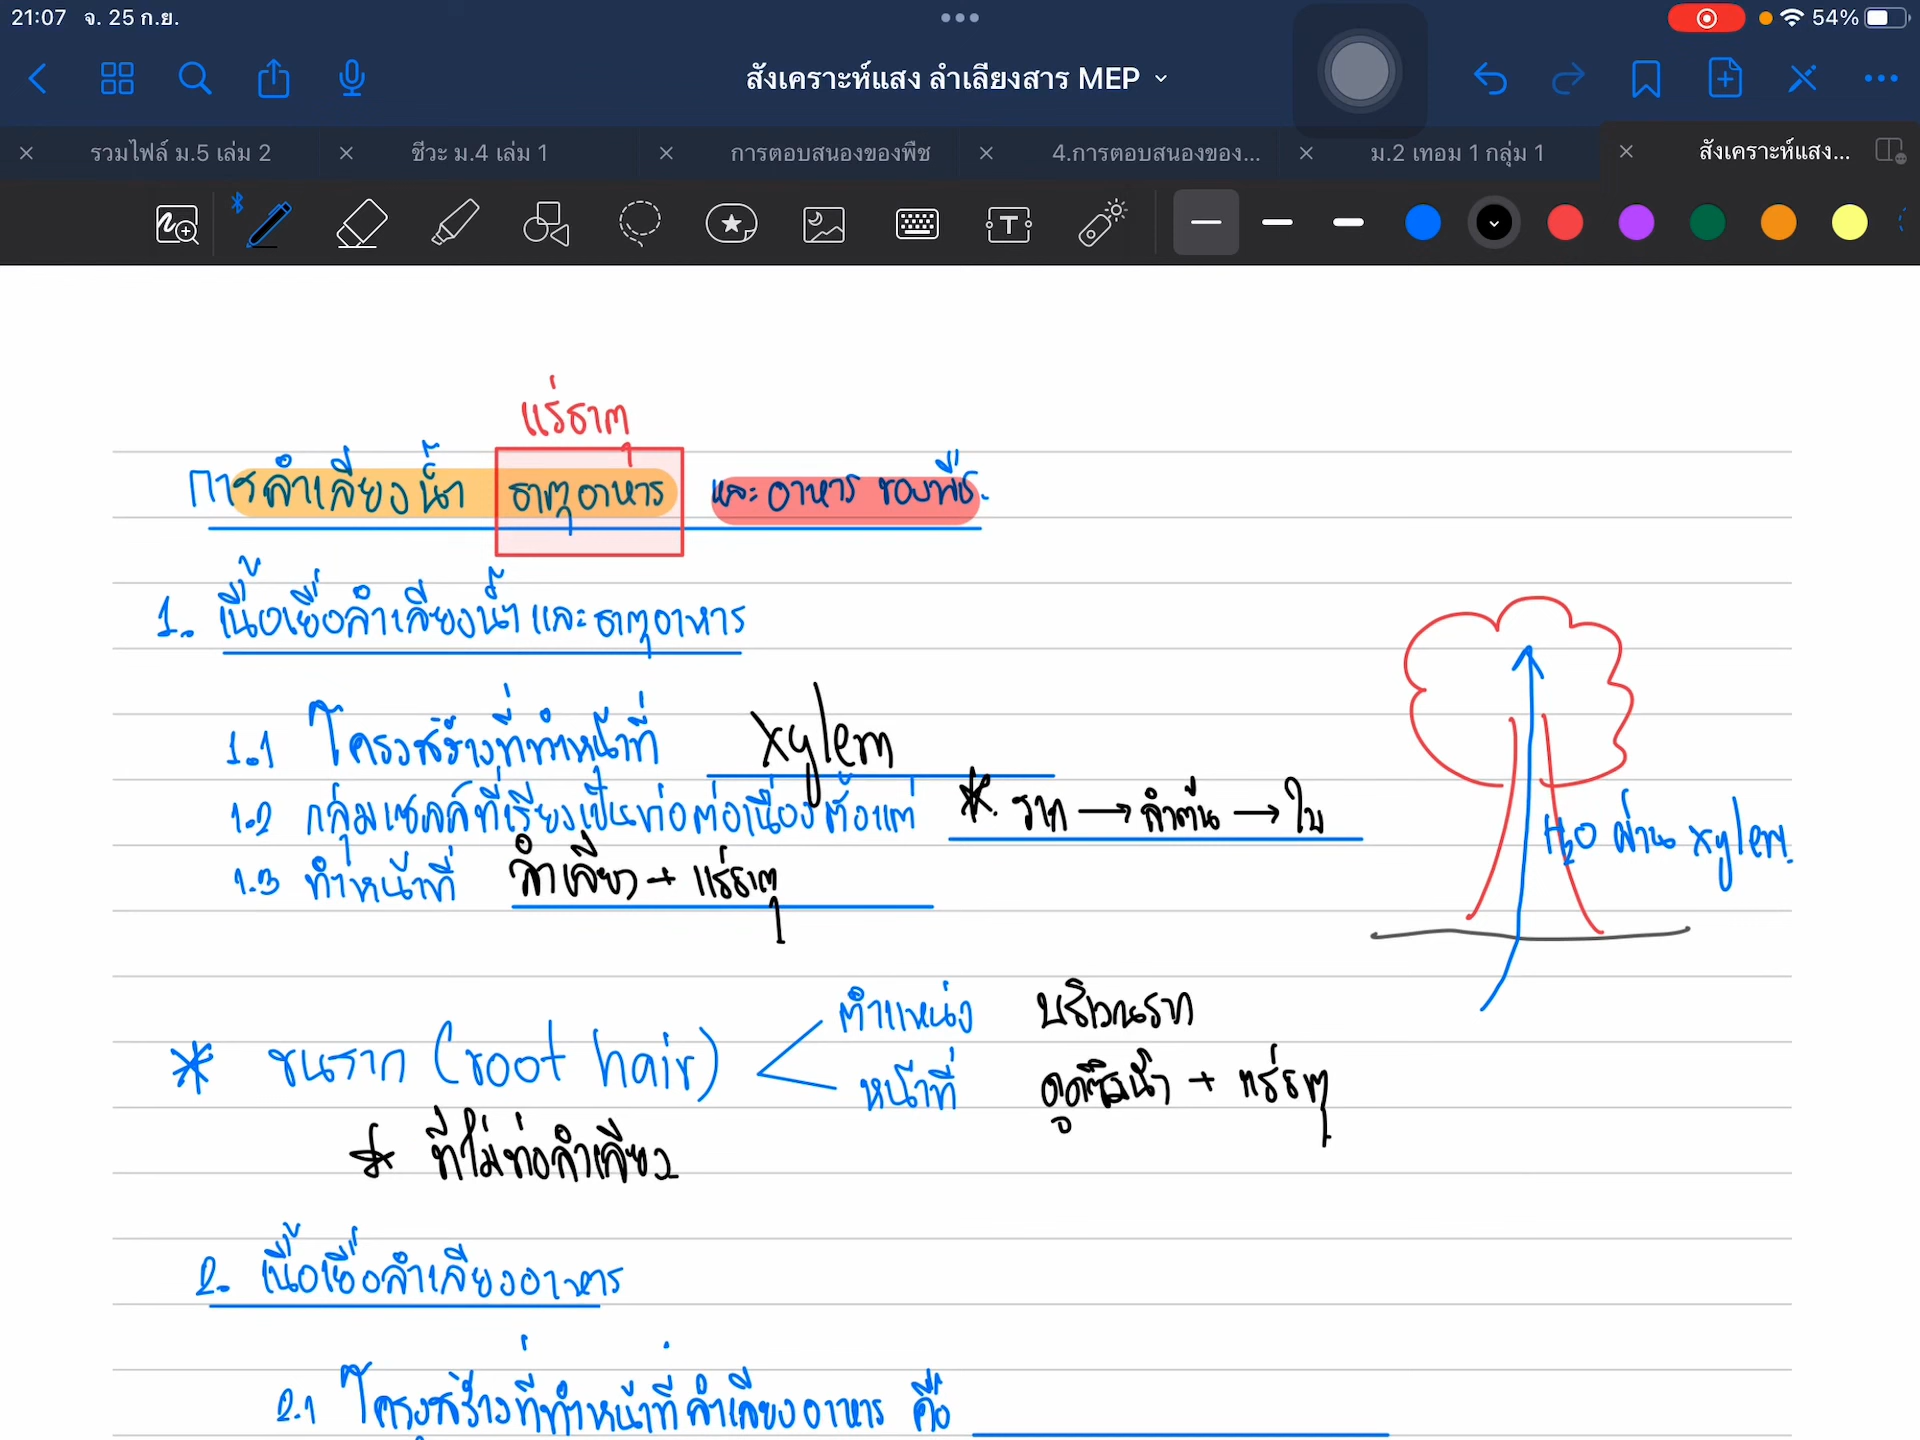 21:07 จ. 25 ก.ย.
54%
สังเคราะห์แสง ลำเลียงสาร MEP
รวมไฟล์ ม.5 เล่ม 2
ชีวะ ม.4 เล่ม 1
การตอบสนองของพืช
4.การตอบสนองของ...
ม.2 เทอม 1 กลุ่ม 1
สังเคราะห์แสง...
แร่ธาตุ
การลำเลียงน้ำ ธาตุอาหาร และอาหาร ของพืช.
1. เนื้อเยื่อลำเลียงน้ำและธาตุอาหาร
1.1 โครงสร้างที่ทำหน้าที่ xylem
1.2 กลุ่มเซลล์ที่เรียงเป็นท่อต่อเนื่องตั้งแต่ * ราก → ลำต้น → ใบ
H2O ผ่าน xylem.
1.3 ทำหน้าที่ ลำเลียง + แร่ธาตุ
* ขนราก (root hair)
ตำแหน่ง บริเวณราก
หน้าที่ ดูดซึมน้ำ + แร่ธาตุ
* ที่ไม่ท่อลำเลียง
2. เนื้อเยื่อลำเลียงอาหาร
2.1 โครงสร้างที่ทำหน้าที่ลำเลียงอาหาร คือ